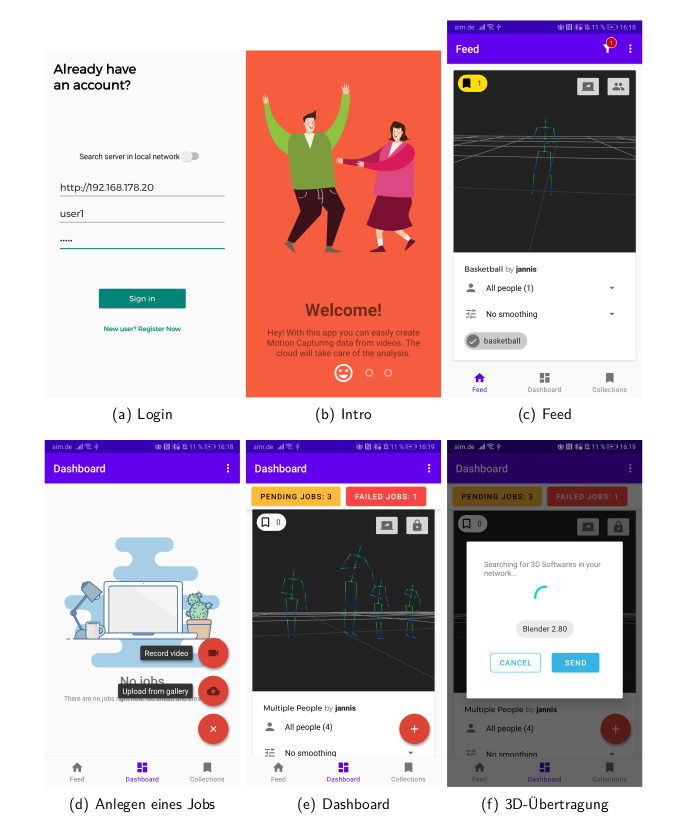 Already have
an account?
Search server in local network
http://192.168.178.20
user1
•••••
Sign in
New user? Register Now
(a) Login
Welcome!
Hey! With this app you can easily create
Motion Capturing data from videos. The
cloud will take care of the analysis.
(b) Intro
sim.de 11 % 16:18
Feed
1
1
Basketball by jannis
All people (1)
No smoothing
basketball
Feed Dashboard Collections
(c) Feed
sim.de 11 % 16:18
Dashboard
Record video
No jobs
Upload from gallery
There are no jobs right now.
Feed Dashboard Collections
(d) Anlegen eines Jobs
sim.de 11 % 16:19
Dashboard
PENDING JOBS: 3 FAILED JOBS: 1
0
Multiple People by jannis
All people (4)
No smoothing
Feed Dashboard Collections
(e) Dashboard
sim.de 11 % 16:19
Dashboard
PENDING JOBS: 3 FAILED JOBS: 1
0
Searching for 3D Softwares in your
network...
Blender 2.80
CANCEL SEND
Multiple People by jannis
All people (4)
No smoothing
Feed Dashboard Collections
(f) 3D-Übertragung